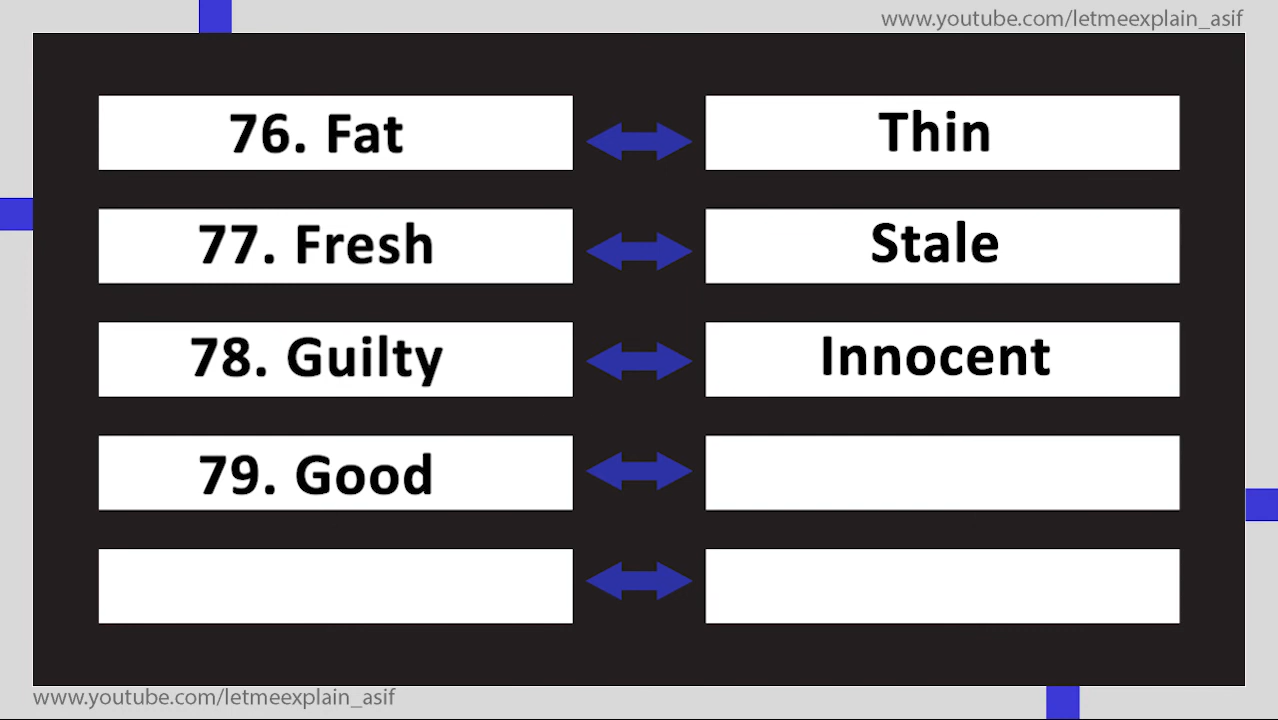 www.youtube.com/letmeexplain_asif
76. Fat
Thin
77. Fresh
Stale
78. Guilty
Innocent
79. Good
www.youtube.com/letmeexplain_asif